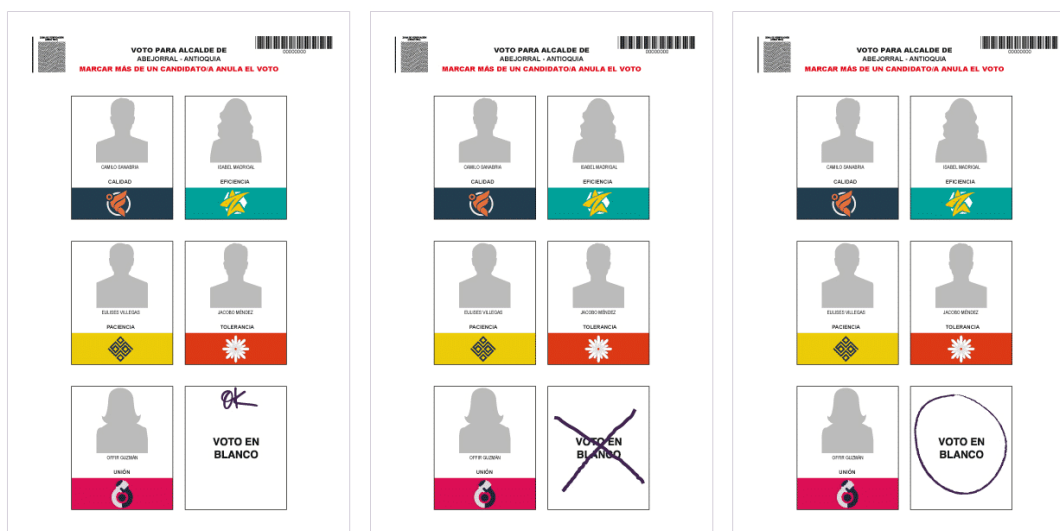 VOTO PARA ALCALDE DE
ABEJORRAL - ANTIOQUIA
MARCAR MÁS DE UN CANDIDATO/A ANULA EL VOTO
00000000
CAMILO SANABRIA
ISABEL MADRIGAL
CALIDAD
EFICIENCIA
EULISES VILLEGAS
JACOBO MÉNDEZ
PACIENCIA
TOLERANCIA
OFFIR GUZMÁN
UNIÓN
OK
VOTO EN
BLANCO
VOTO PARA ALCALDE DE
ABEJORRAL - ANTIOQUIA
MARCAR MÁS DE UN CANDIDATO/A ANULA EL VOTO
00000000
CAMILO SANABRIA
ISABEL MADRIGAL
CALIDAD
EFICIENCIA
EULISES VILLEGAS
JACOBO MÉNDEZ
PACIENCIA
TOLERANCIA
OFFIR GUZMÁN
UNIÓN
VOTO EN
BLANCO
VOTO PARA ALCALDE DE
ABEJORRAL - ANTIOQUIA
MARCAR MÁS DE UN CANDIDATO/A ANULA EL VOTO
00000000
CAMILO SANABRIA
ISABEL MADRIGAL
CALIDAD
EFICIENCIA
EULISES VILLEGAS
JACOBO MÉNDEZ
PACIENCIA
TOLERANCIA
OFFIR GUZMÁN
UNIÓN
VOTO EN
BLANCO